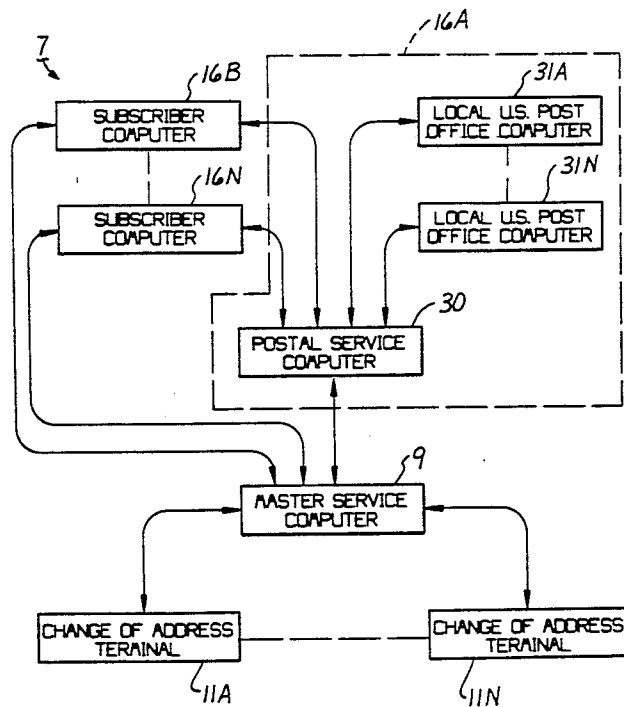 16A
7
16B
31A
SUBSCRIBER
COMPUTER
LOCAL U.S. POST
OFFICE COMPUTER
16N
31N
SUBSCRIBER
COMPUTER
LOCAL U.S. POST
OFFICE COMPUTER
30
POSTAL SERVICE
COMPUTER
9
MASTER SERVICE
COMPUTER
CHANGE OF ADDRESS
TERMINAL
CHANGE OF ADDRESS
TERMINAL
11A
11N